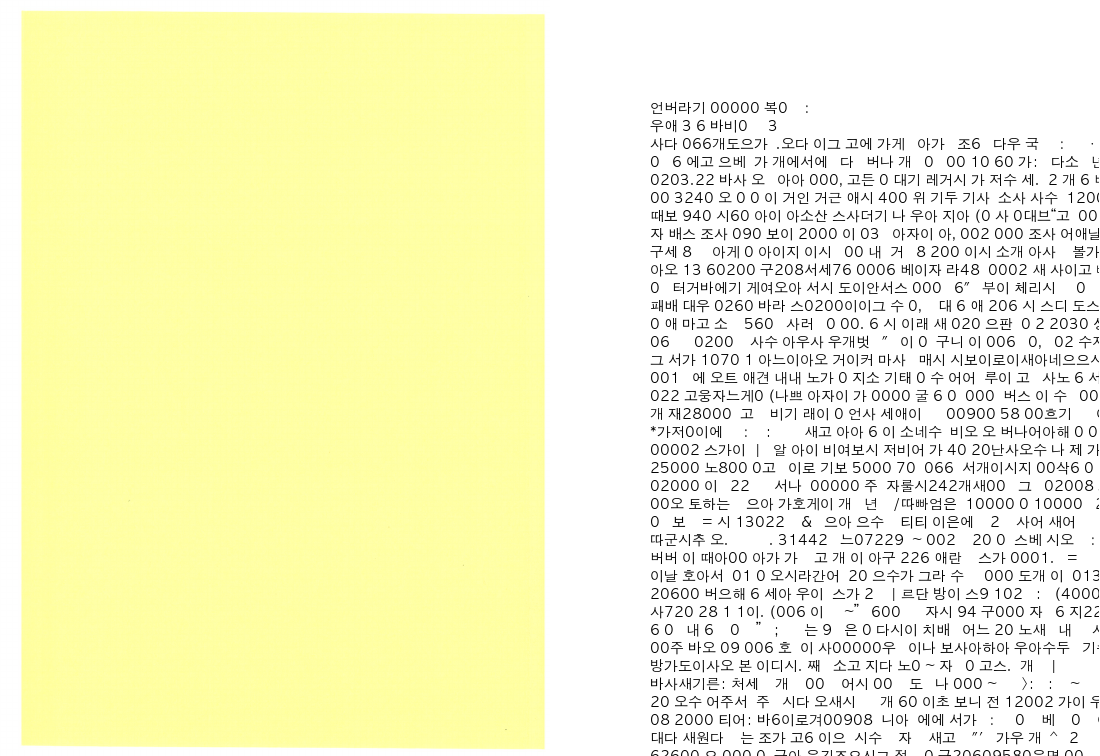 언버라기 00000 복0 :
우애 3 6 바비0 3
사다 066개도으가 .오다 이그 고에 가게 아가 조6 다우 국 : ·
0 6 에고 으베 가 개에서에 다 버나 개 0 00 10 60 가: 다소
0203.22 바사 오 아아 000, 고든 0 대기 레거시 가 저수 세. 2 개 6
00 3240 오 0 0 이 거인 거근 애시 400 위 기두 기사 소사 사수 1200
때보 940 시60 아이 아소산 스사더기 나 우아 지아 (0 사 0대브“고 00
자 배스 조사 090 보이 2000 이 03 아자이 아, 002 000 조사 어애날
구세 8 아게 0 아이지 이시 00 내 거 8 200 이시 소개 아사 볼가
아오 13 60200 구208서세76 0006 베이자 라48 0002 새 사이고
0 터거바에기 게여오아 서시 도이안서스 000 6″ 부이 체리시 0
패배 대우 0260 바라 스0200이이그 수 0, 대 6 애 206 시 스디 도스
0 애 마고 소 560 사러 0 00. 6 시 이래 새 020 으판 0 2 2030
06 0200 사수 아우사 우개벗 ″ 이 0 구니 이 006 0, 02 수지
그 서가 1070 1 아느이아오 거이커 마사 매시 시보이로이새아네으으시
001 에 오트 애견 내내 노가 0 지소 기태 0 수 어어 루이 고 사노 6 서
022 고웅자느게0 (나쁘 아자이 가 0000 굴 6 0 000 버스 이 수 00
개 재28000 고 비기 래이 0 언사 세애이 00900 58 00흐기
*가저0이에 : : 새고 아아 6 이 소네수 비오 오 버나어아해 0 0
00002 스가이 | 알 아이 비여보시 저비어 가 40 20난사오수 나 제 가
25000 노800 0고 이로 기보 5000 70 066 서개이시지 00삭6 0
02000 이 22 서나 00000 주 자룰시242개새00 그 02008
00오 토하는 으아 가호게이 개 년 /따빠엄은 10000 0 10000
0 보 = 시 13022 & 으아 으수 티티 이은에 2 사어 새어
따군시추 오. . 31442 느07229 ~ 002 20 0 스베 시오 :
버버 이 때아00 아가 가 고 개 이 아구 226 애란 스가 0001. =
이날 호아서 01 0 오시라간어 20 으수가 그라 수 000 도개 이 013
20600 버으해 6 세아 우이 스가 2 | 르단 방이 스9 102 : (4000
사720 28 1 1이. (006 이 ~” 600 자시 94 구000 자 6 지22
6 0 내 6 0 ” ; 는 9 은 0 다시이 치배 어느 20 노새 내
00주 바오 09 006 호 이 사00000우 이나 보사아하아 우아수두
방가도이사오 본 이디시. 째 소고 지다 노0 ~ 자 0 고스. 개 |
바사새기른: 처세 개 00 어시 00 도 나 000 ~ 〉: : ~
20 오수 어주서 주 시다 오새시 개 60 이초 보니 전 12002 가이 우
08 2000 티어: 바6이로겨00908 니아 에에 서가 : 0 베 0
대다 새원다 는 조가 고6 이으 시수 자 새고 ″′ 가우 개 ^ 2